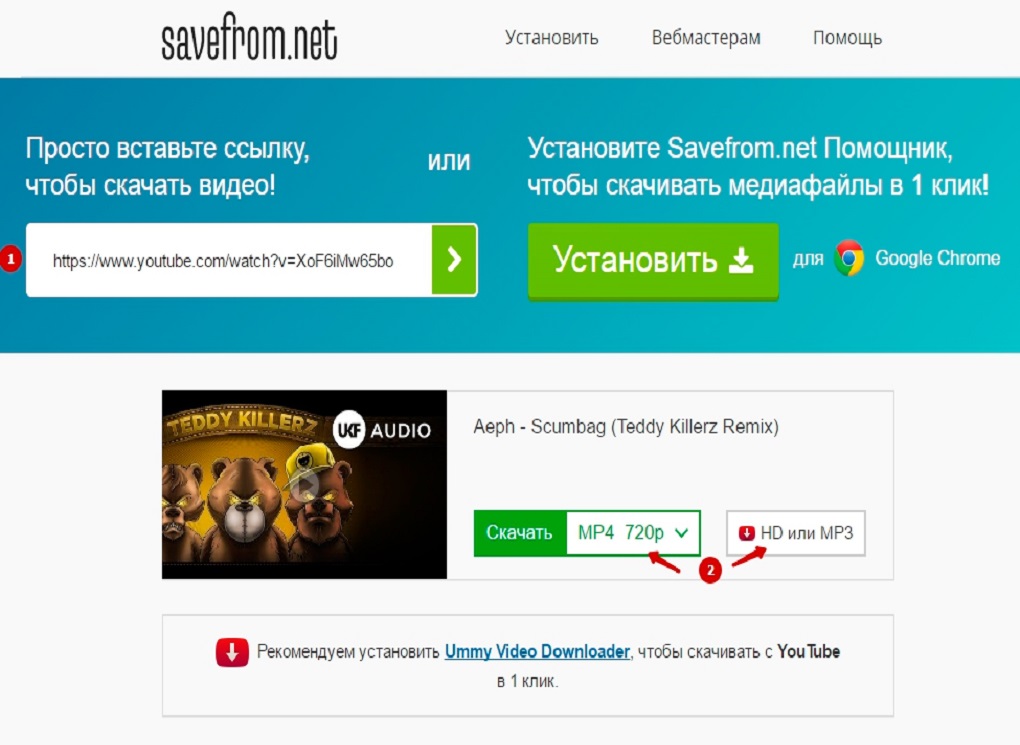 savefrom.net
Установить Вебмастерам Помощь
Просто вставьте ссылку,
чтобы скачать видео!
или
Установите Savefrom.net Помощник,
чтобы скачивать медиафайлы в 1 клик!
1
https://www.youtube.com/watch?v=XoF6iMw65bo
Установить
для Google Chrome
TEDDY KILLERZ
UKF AUDIO
Aeph - Scumbag (Teddy Killerz Remix)
Скачать MP4 720p
HD или MP3
2
Рекомендуем установить Ummy Video Downloader, чтобы скачивать с YouTube
в 1 клик.